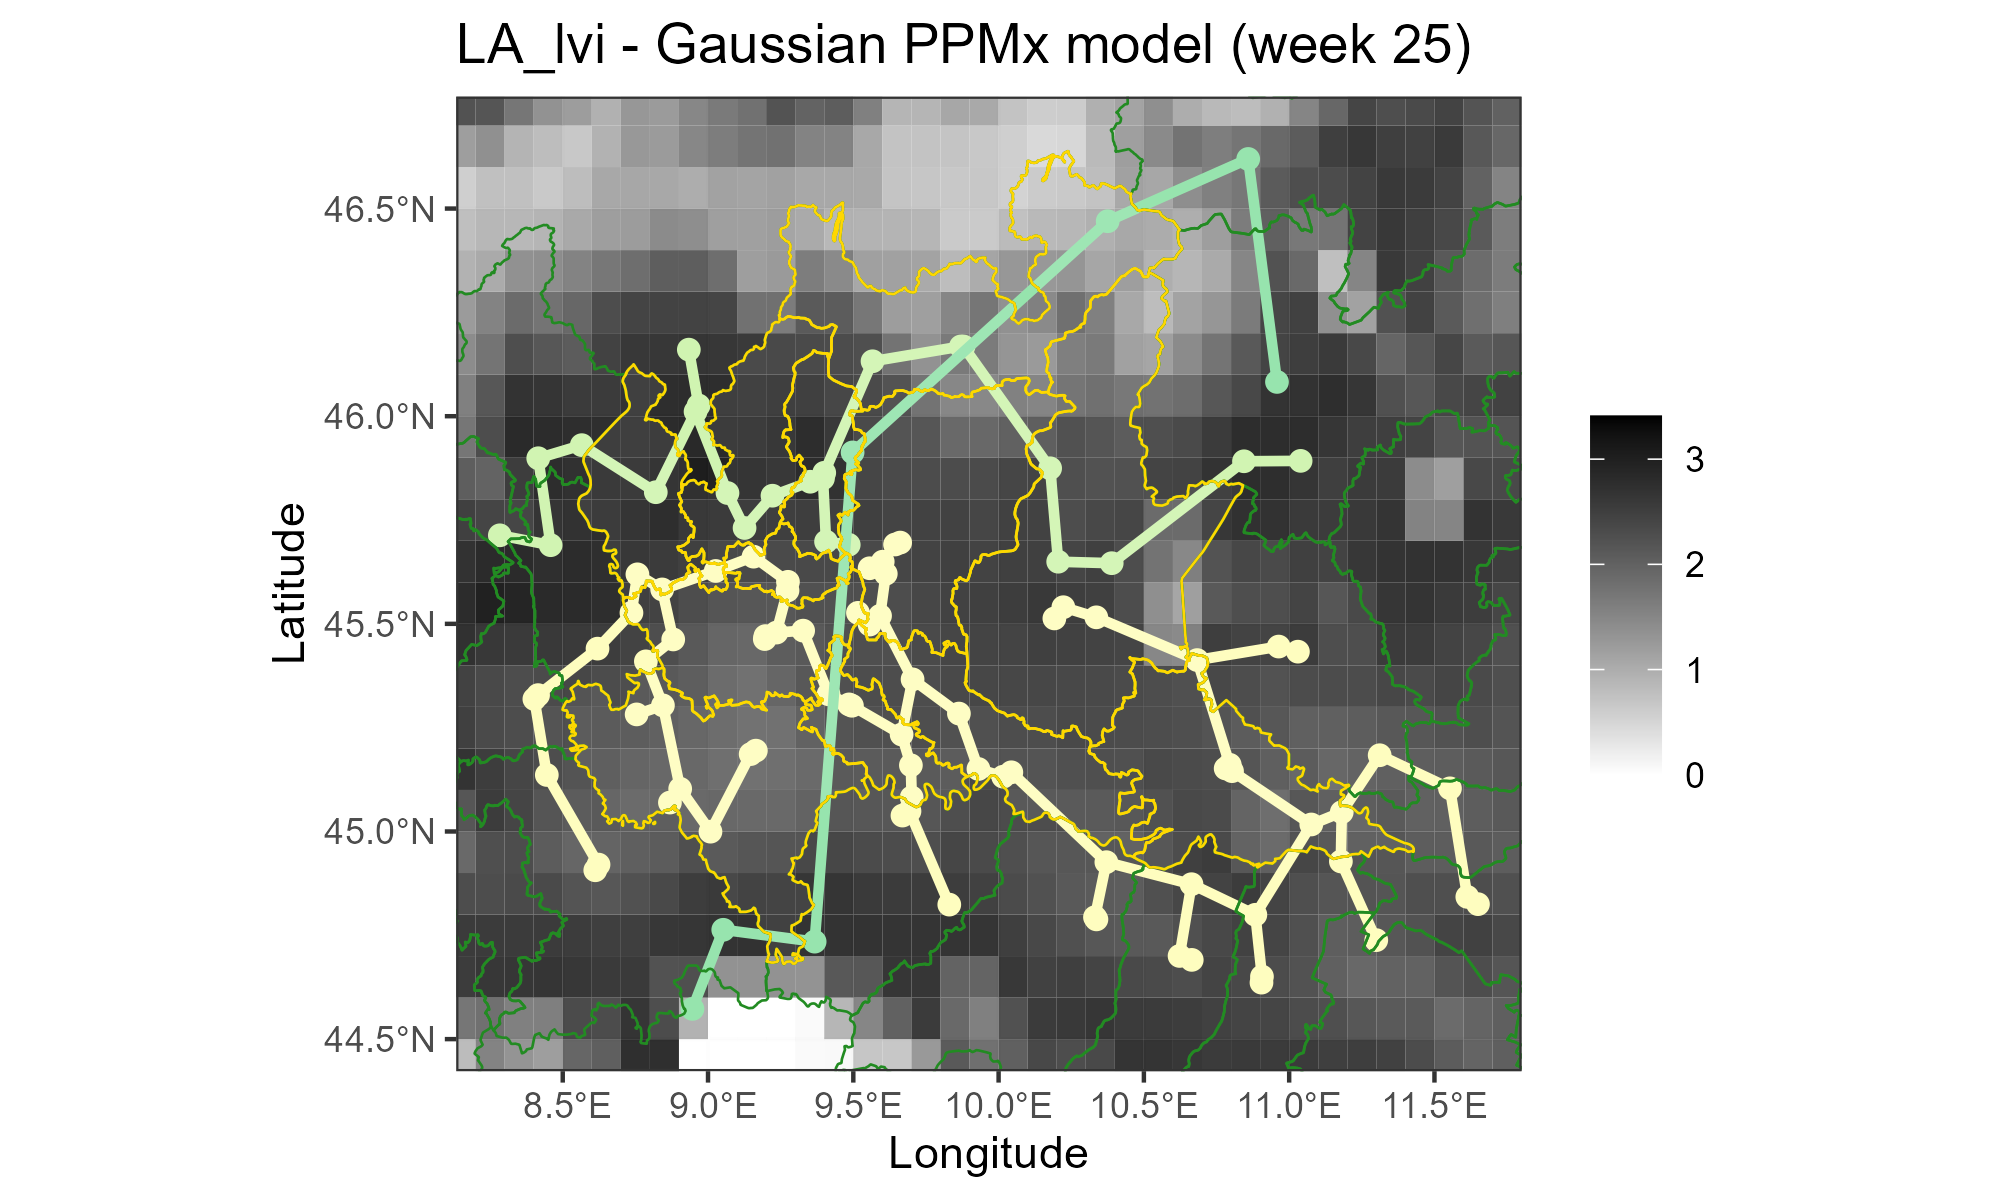 LA_lvi - Gaussian PPMx model (week 25)
46.5°N
46.0°N
45.5°N
45.0°N
44.5°N
Latitude
8.5°E 9.0°E 9.5°E 10.0°E 10.5°E 11.0°E 11.5°E
Longitude
3
2
1
0